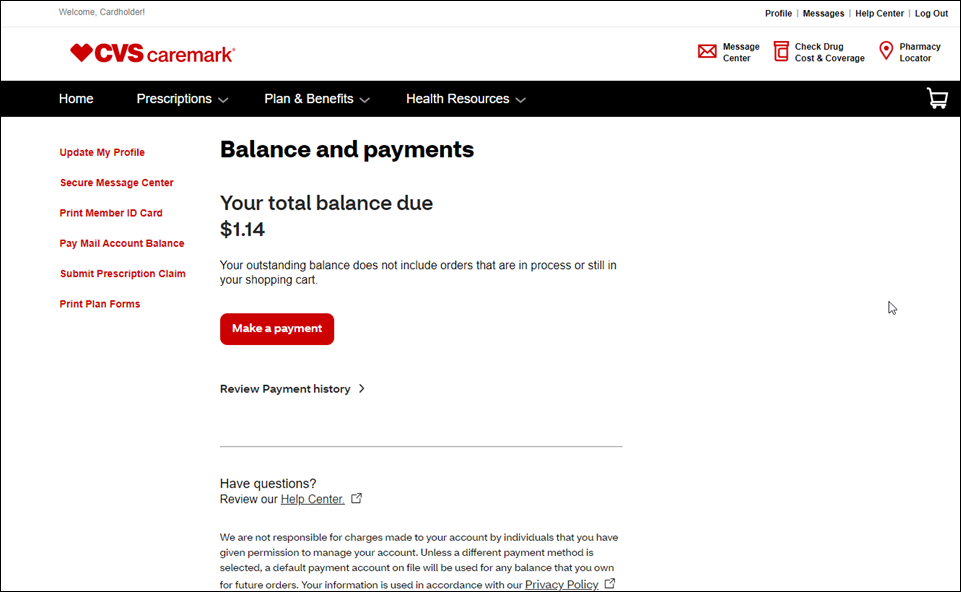 Welcome, Cardholder!
Profile | Messages | Help Center | Log Out
CVS caremark®
Message
Center
Check Drug
Cost & Coverage
Pharmacy
Locator
Home
Prescriptions
Plan & Benefits
Health Resources
Update My Profile
Secure Message Center
Print Member ID Card
Pay Mail Account Balance
Submit Prescription Claim
Print Plan Forms
Balance and payments
Your total balance due
$1.14
Your outstanding balance does not include orders that are in process or still in
your shopping cart.
Make a payment
Review Payment history
Have questions?
Review our Help Center.
We are not responsible for charges made to your account by individuals that you have
given permission to manage your account. Unless a different payment method is
selected, a default payment account on file will be used for any balance that you own
for future orders. Your information is used in accordance with our Privacy Policy